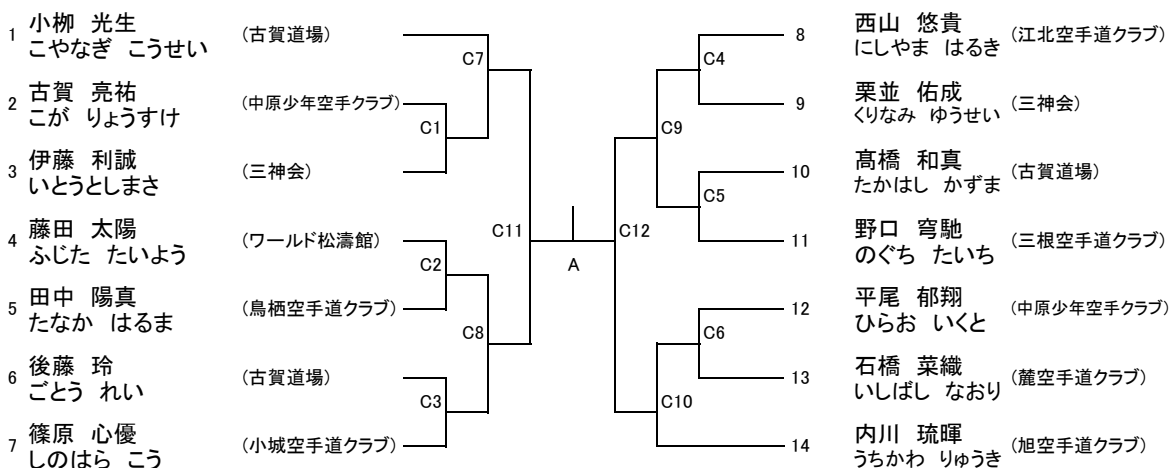 1 小栁 光生 (古賀道場)
こやなぎ こうせい
2 古賀 亮祐 (中原少年空手クラブ)
こが りょうすけ
3 伊藤 利誠 (三神会)
いとうとしまさ
4 藤田 太陽 (ワールド松濤館)
ふじた たいよう
5 田中 陽真 (鳥栖空手道クラブ)
たなか はるま
6 後藤 玲 (古賀道場)
ごとう れい
7 篠原 心優 (小城空手道クラブ)
しのはら こう
C7
C1
C11
C2
C8
C3
A
C4
C9
C5
C12
C6
C10
8 西山 悠貴 (江北空手道クラブ)
にしやま はるき
9 栗並 佑成 (三神会)
くりなみ ゆうせい
10 髙橋 和真 (古賀道場)
たかはし かずま
11 野口 穹馳 (三根空手道クラブ)
のぐち たいち
12 平尾 郁翔 (中原少年空手クラブ)
ひらお いくと
13 石橋 菜織 (麓空手道クラブ)
いしばし なおり
14 内川 琉暉 (旭空手道クラブ)
うちかわ りゅうき